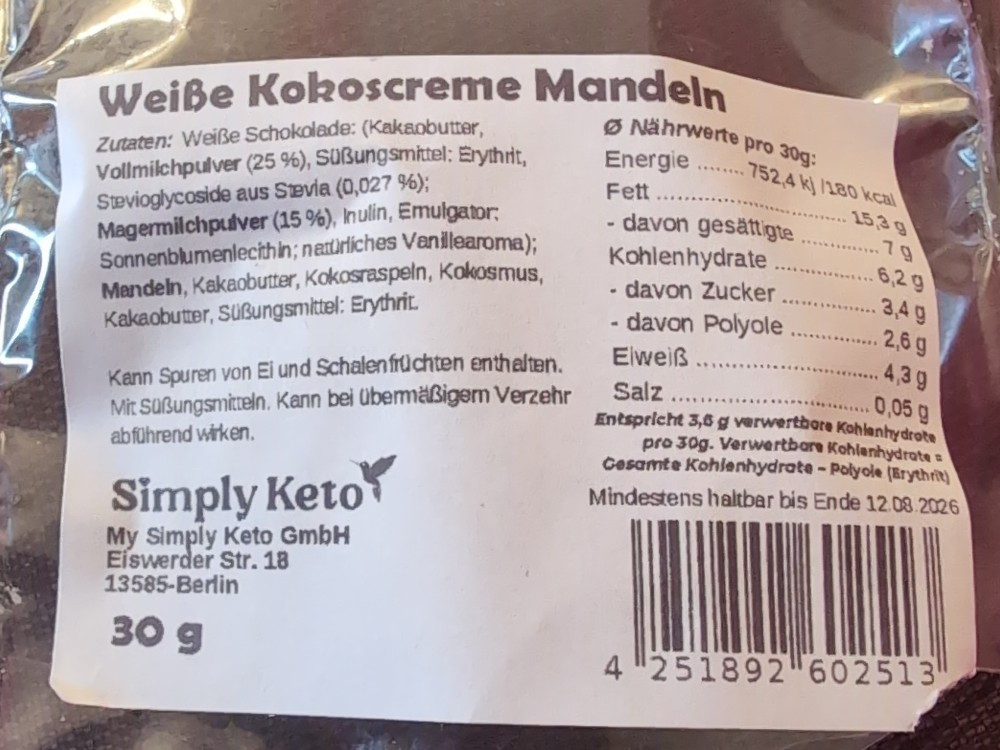 Weiße Kokoscreme Mandeln
Zutaten: Weiße Schokolade: (Kakaobutter,
Vollmilchpulver (25 %), Süßungsmittel: Erythrit,
Stevioglycoside aus Stevia (0,027 %);
Magermilchpulver (15 %), Inulin, Emulgator:
Sonnenblumenlecithin; natürliches Vanillearoma);
Mandeln, Kakaobutter, Kokosraspeln, Kokosmus,
Kakaobutter, Süßungsmittel: Erythrit.
Kann Spuren von Ei und Schalenfrüchten enthalten.
Mit Süßungsmitteln. Kann bei übermäßigem Verzehr
abführend wirken.
Simply Keto
My Simply Keto GmbH
Eiswerder Str. 18
13585-Berlin
30 g
Ø Nährwerte pro 30g:
Energie ........ 752,4 kj /180 kcal
Fett ........................ 15,3 g
- davon gesättigte ............ 7 g
Kohlenhydrate ............... 6,2 g
- davon Zucker .............. 3,4 g
- davon Polyole ............. 2,6 g
Eiweiß ...................... 4,3 g
Salz ........................ 0,05 g
Entspricht 3,6 g verwertbare Kohlenhydrate
pro 30g. Verwertbare Kohlenhydrate =
Gesamte Kohlenhydrate - Polyole (Erythrit)
Mindestens haltbar bis Ende 12.08.2026
4 251892 602513